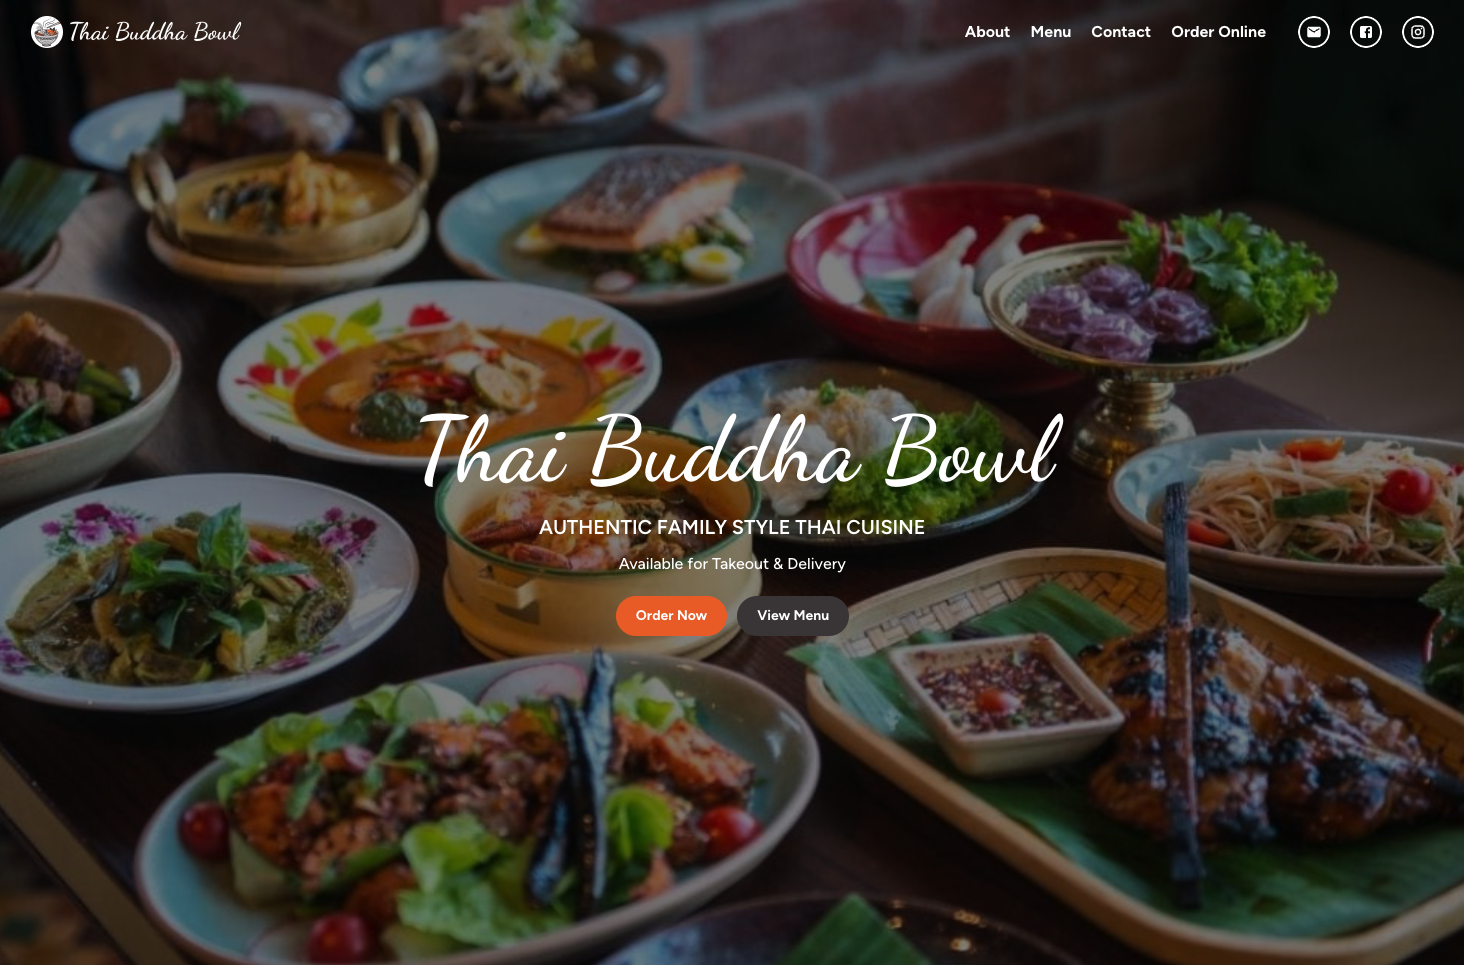 Thai Buddha Bowl
About
Menu
Contact
Order Online
Thai Buddha Bowl
AUTHENTIC FAMILY STYLE THAI CUISINE
Available for Takeout & Delivery
Order Now
View Menu